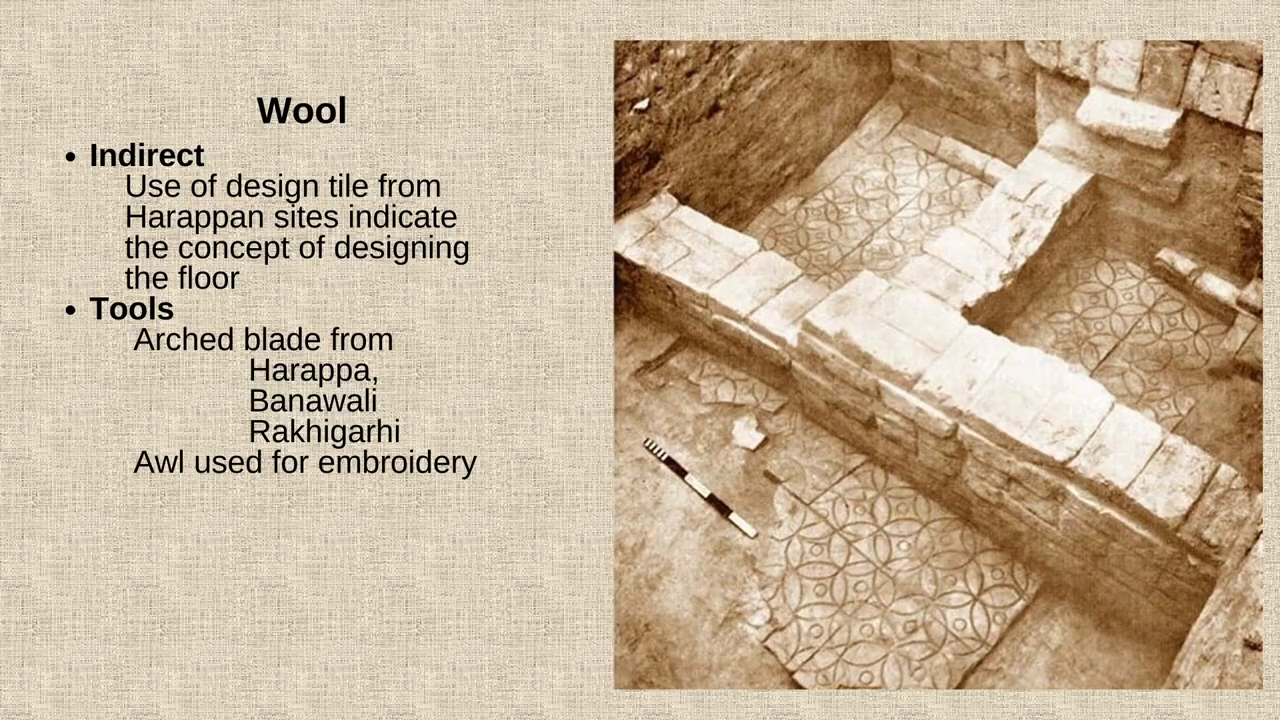 Wool
• Indirect
Use of design tile from
Harappan sites indicate
the concept of designing
the floor
• Tools
Arched blade from
Harappa,
Banawali
Rakhigarhi
Awl used for embroidery